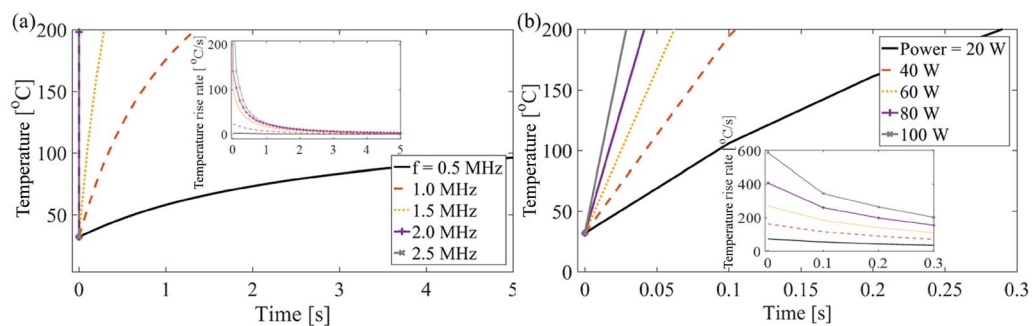 (a)
200
150
100
50
0
Temperature [°C]
0
1
2
3
4
5
Time [s]
Temperature rise rate [ °C/s]
200
100
0
0
1
2
3
4
5
f = 0.5 MHz
1.0 MHz
1.5 MHz
2.0 MHz
2.5 MHz
(b)
200
150
100
50
0
Temperature [°C]
0
0.05
0.1
0.15
0.2
0.25
0.3
Time [s]
Power = 20 W
40 W
60 W
80 W
100 W
Temperature rise rate [°C/s]
600
400
200
0
0
0.1
0.2
0.3